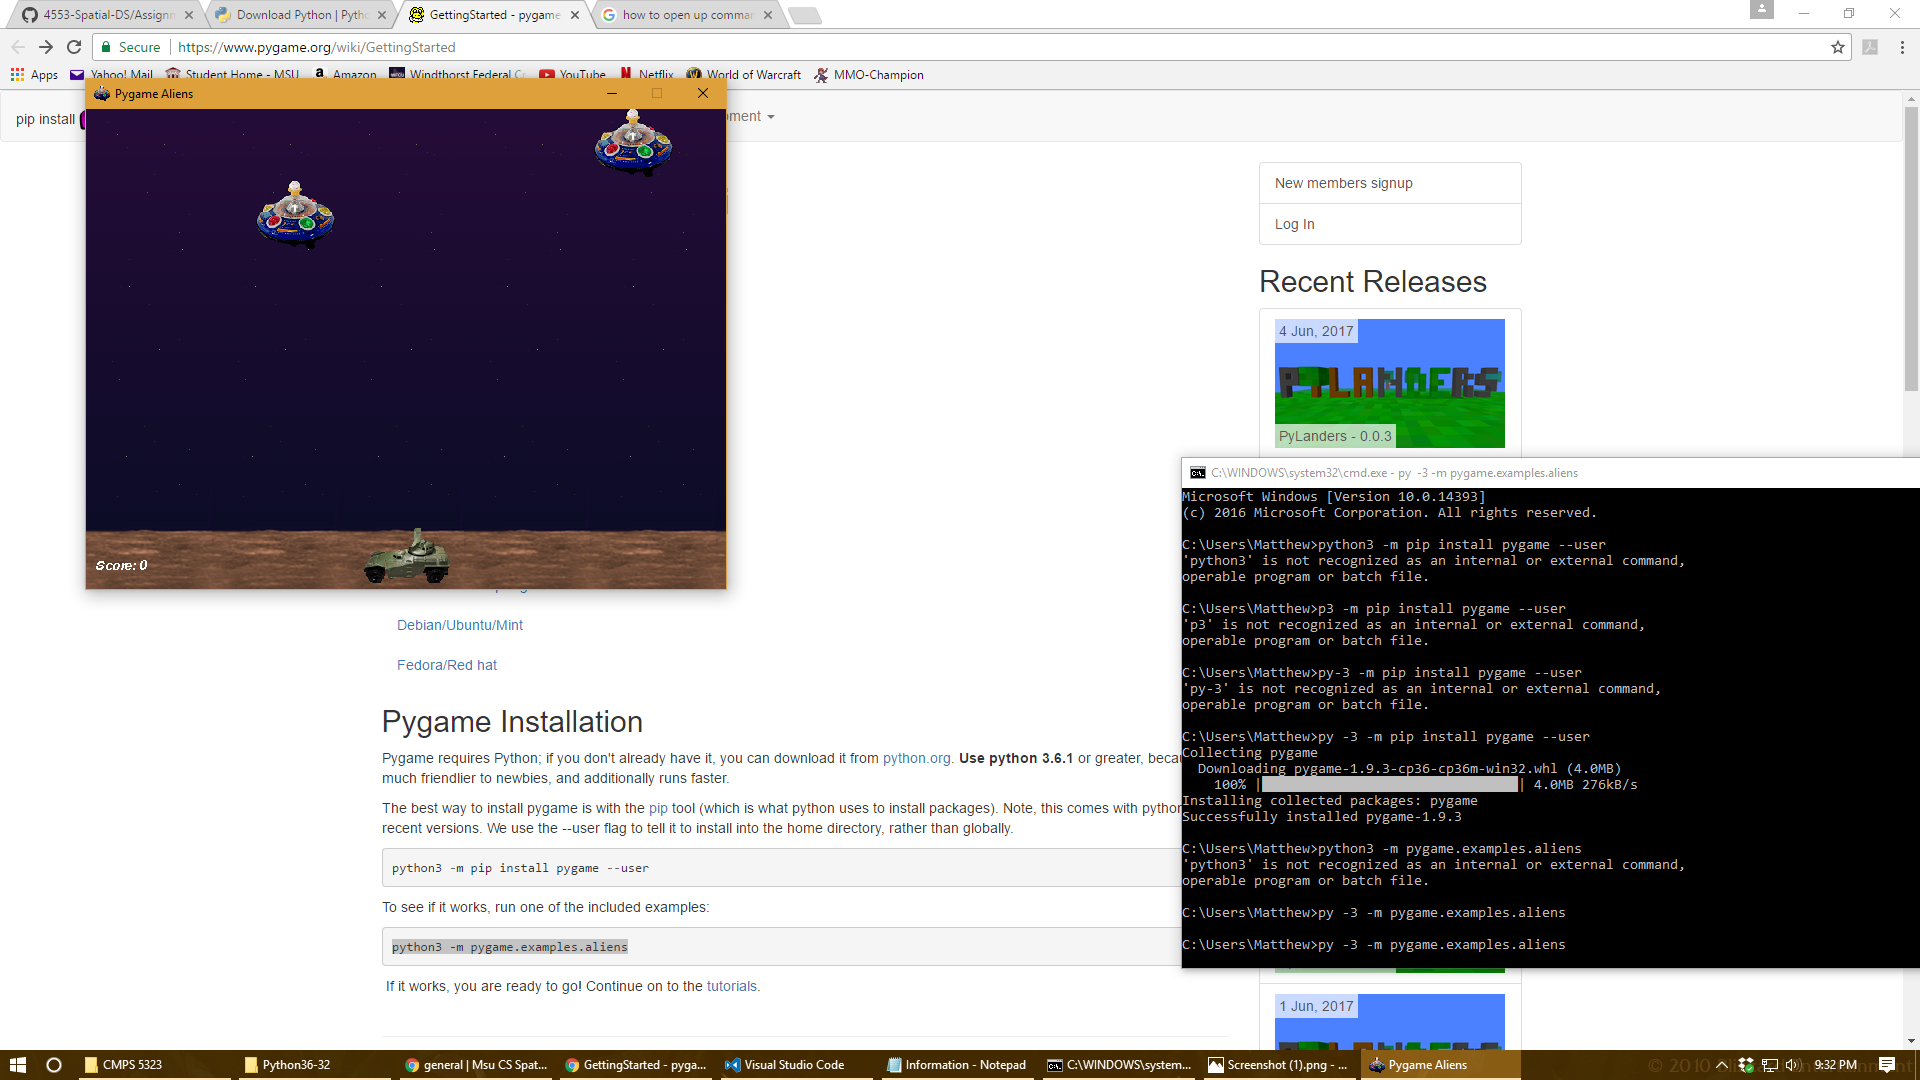 4553-Spatial-DS/Assignm
Download Python | Pytho
GettingStarted - pygame
how to open up comman
Secure
https://www.pygame.org/wiki/GettingStarted
Apps
Yahoo! Mail
Student Home - MSU
Amazon
Windthorst Federal Cr
YouTube
Netflix
World of Warcraft
MMO-Champion
Pygame Aliens
pip install
ment
Score: 0
New members signup
Log In
Recent Releases
4 Jun, 2017
PYLANDERS
PyLanders - 0.0.3
1 Jun, 2017
Debian/Ubuntu/Mint
Fedora/Red hat
Pygame Installation
Pygame requires Python; if you don't already have it, you can download it from python.org. Use python 3.6.1 or greater, becau
much friendlier to newbies, and additionally runs faster.
The best way to install pygame is with the pip tool (which is what python uses to install packages). Note, this comes with python
recent versions. We use the --user flag to tell it to install into the home directory, rather than globally.
python3 -m pip install pygame --user
To see if it works, run one of the included examples:
python3 -m pygame.examples.aliens
If it works, you are ready to go! Continue on to the tutorials.
C:\WINDOWS\system32\cmd.exe - py -3 -m pygame.examples.aliens
Microsoft Windows [Version 10.0.14393]
(c) 2016 Microsoft Corporation. All rights reserved.
C:\Users\Matthew>python3 -m pip install pygame --user
'python3' is not recognized as an internal or external command,
operable program or batch file.
C:\Users\Matthew>p3 -m pip install pygame --user
'p3' is not recognized as an internal or external command,
operable program or batch file.
C:\Users\Matthew>py-3 -m pip install pygame --user
'py-3' is not recognized as an internal or external command,
operable program or batch file.
C:\Users\Matthew>py -3 -m pip install pygame --user
Collecting pygame
Downloading pygame-1.9.3-cp36-cp36m-win32.whl (4.0MB)
100% | | 4.0MB 276kB/s
Installing collected packages: pygame
Successfully installed pygame-1.9.3
C:\Users\Matthew>python3 -m pygame.examples.aliens
'python3' is not recognized as an internal or external command,
operable program or batch file.
C:\Users\Matthew>py -3 -m pygame.examples.aliens
C:\Users\Matthew>py -3 -m pygame.examples.aliens
CMPS 5323
Python36-32
general | Msu CS Spat...
GettingStarted - pyga...
Visual Studio Code
Information - Notepad
C:\WINDOWS\system...
Screenshot (1).png - ...
Pygame Aliens
9:32 PM